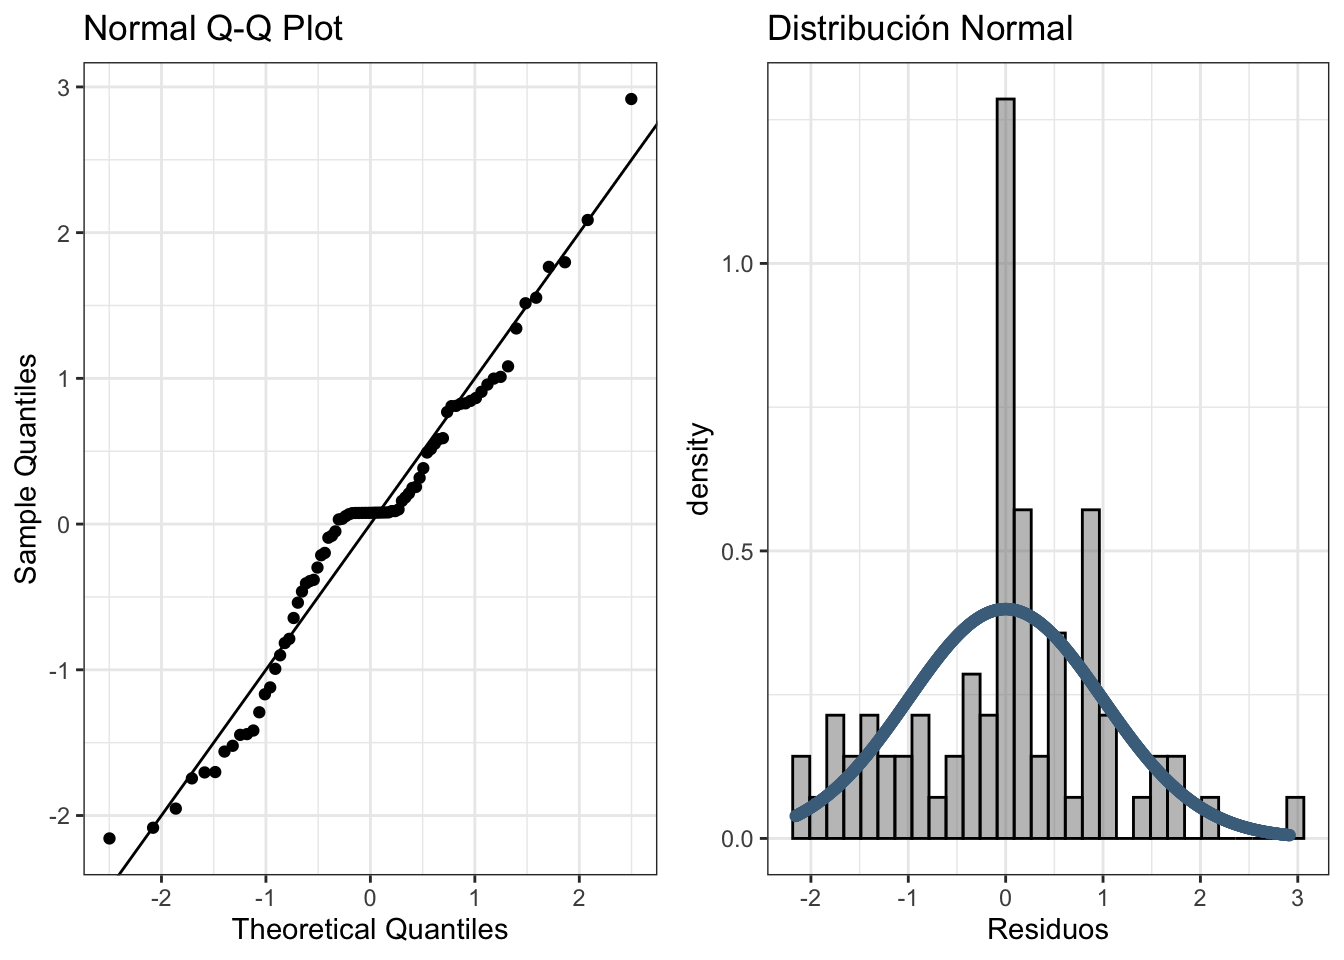 Normal Q-Q Plot
3
2
1
0
-1
-2
Sample Quantiles
-2 -1 0 1 2
Theoretical Quantiles
Distribución Normal
1.0
0.5
0.0
density
-2 -1 0 1 2 3
Residuos